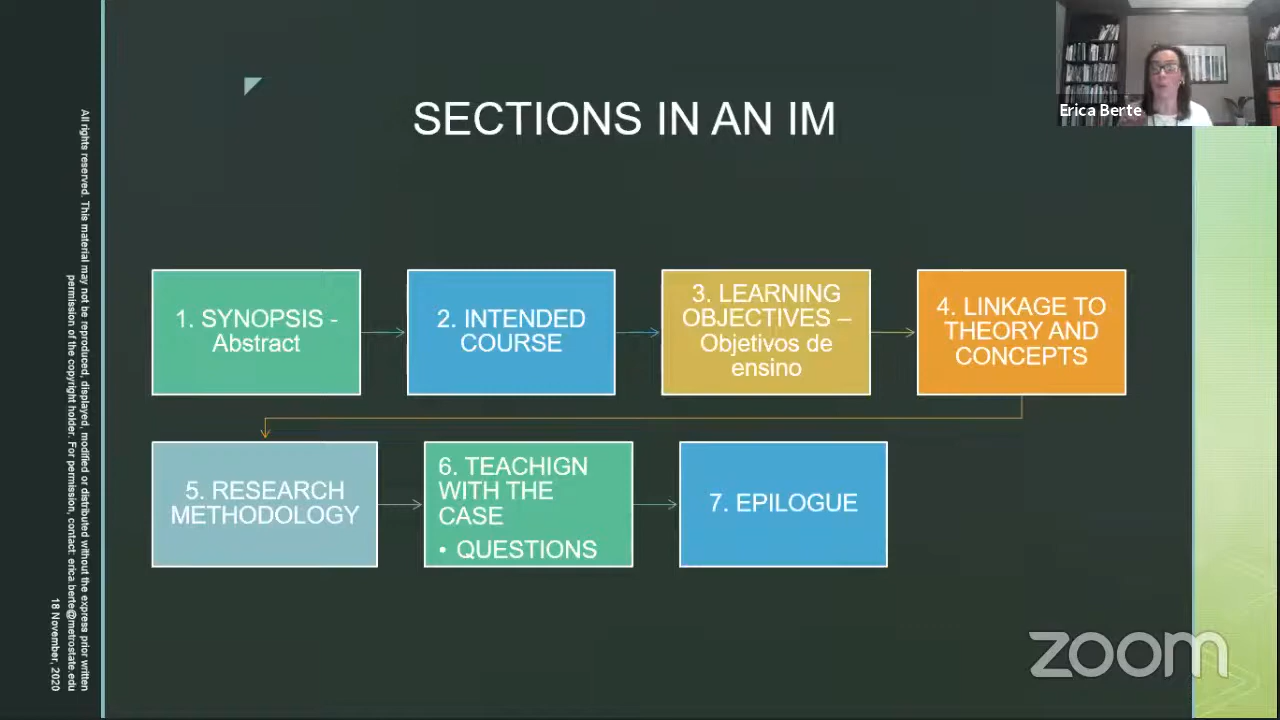 SECTIONS IN AN IM
Erica Berte
1. SYNOPSIS -
Abstract
2. INTENDED
COURSE
3. LEARNING
OBJECTIVES –
Objetivos de
ensino
4. LINKAGE TO
THEORY AND
CONCEPTS
5. RESEARCH
METHODOLOGY
6. TEACHIGN
WITH THE
CASE
• QUESTIONS
7. EPILOGUE
All rights reserved. This material may not be reproduced, displayed, modified or distributed without the express prior written
permission of the copyright holder. For permission, contact: erica.berte@metrostate.edu
18 November, 2020
zoom